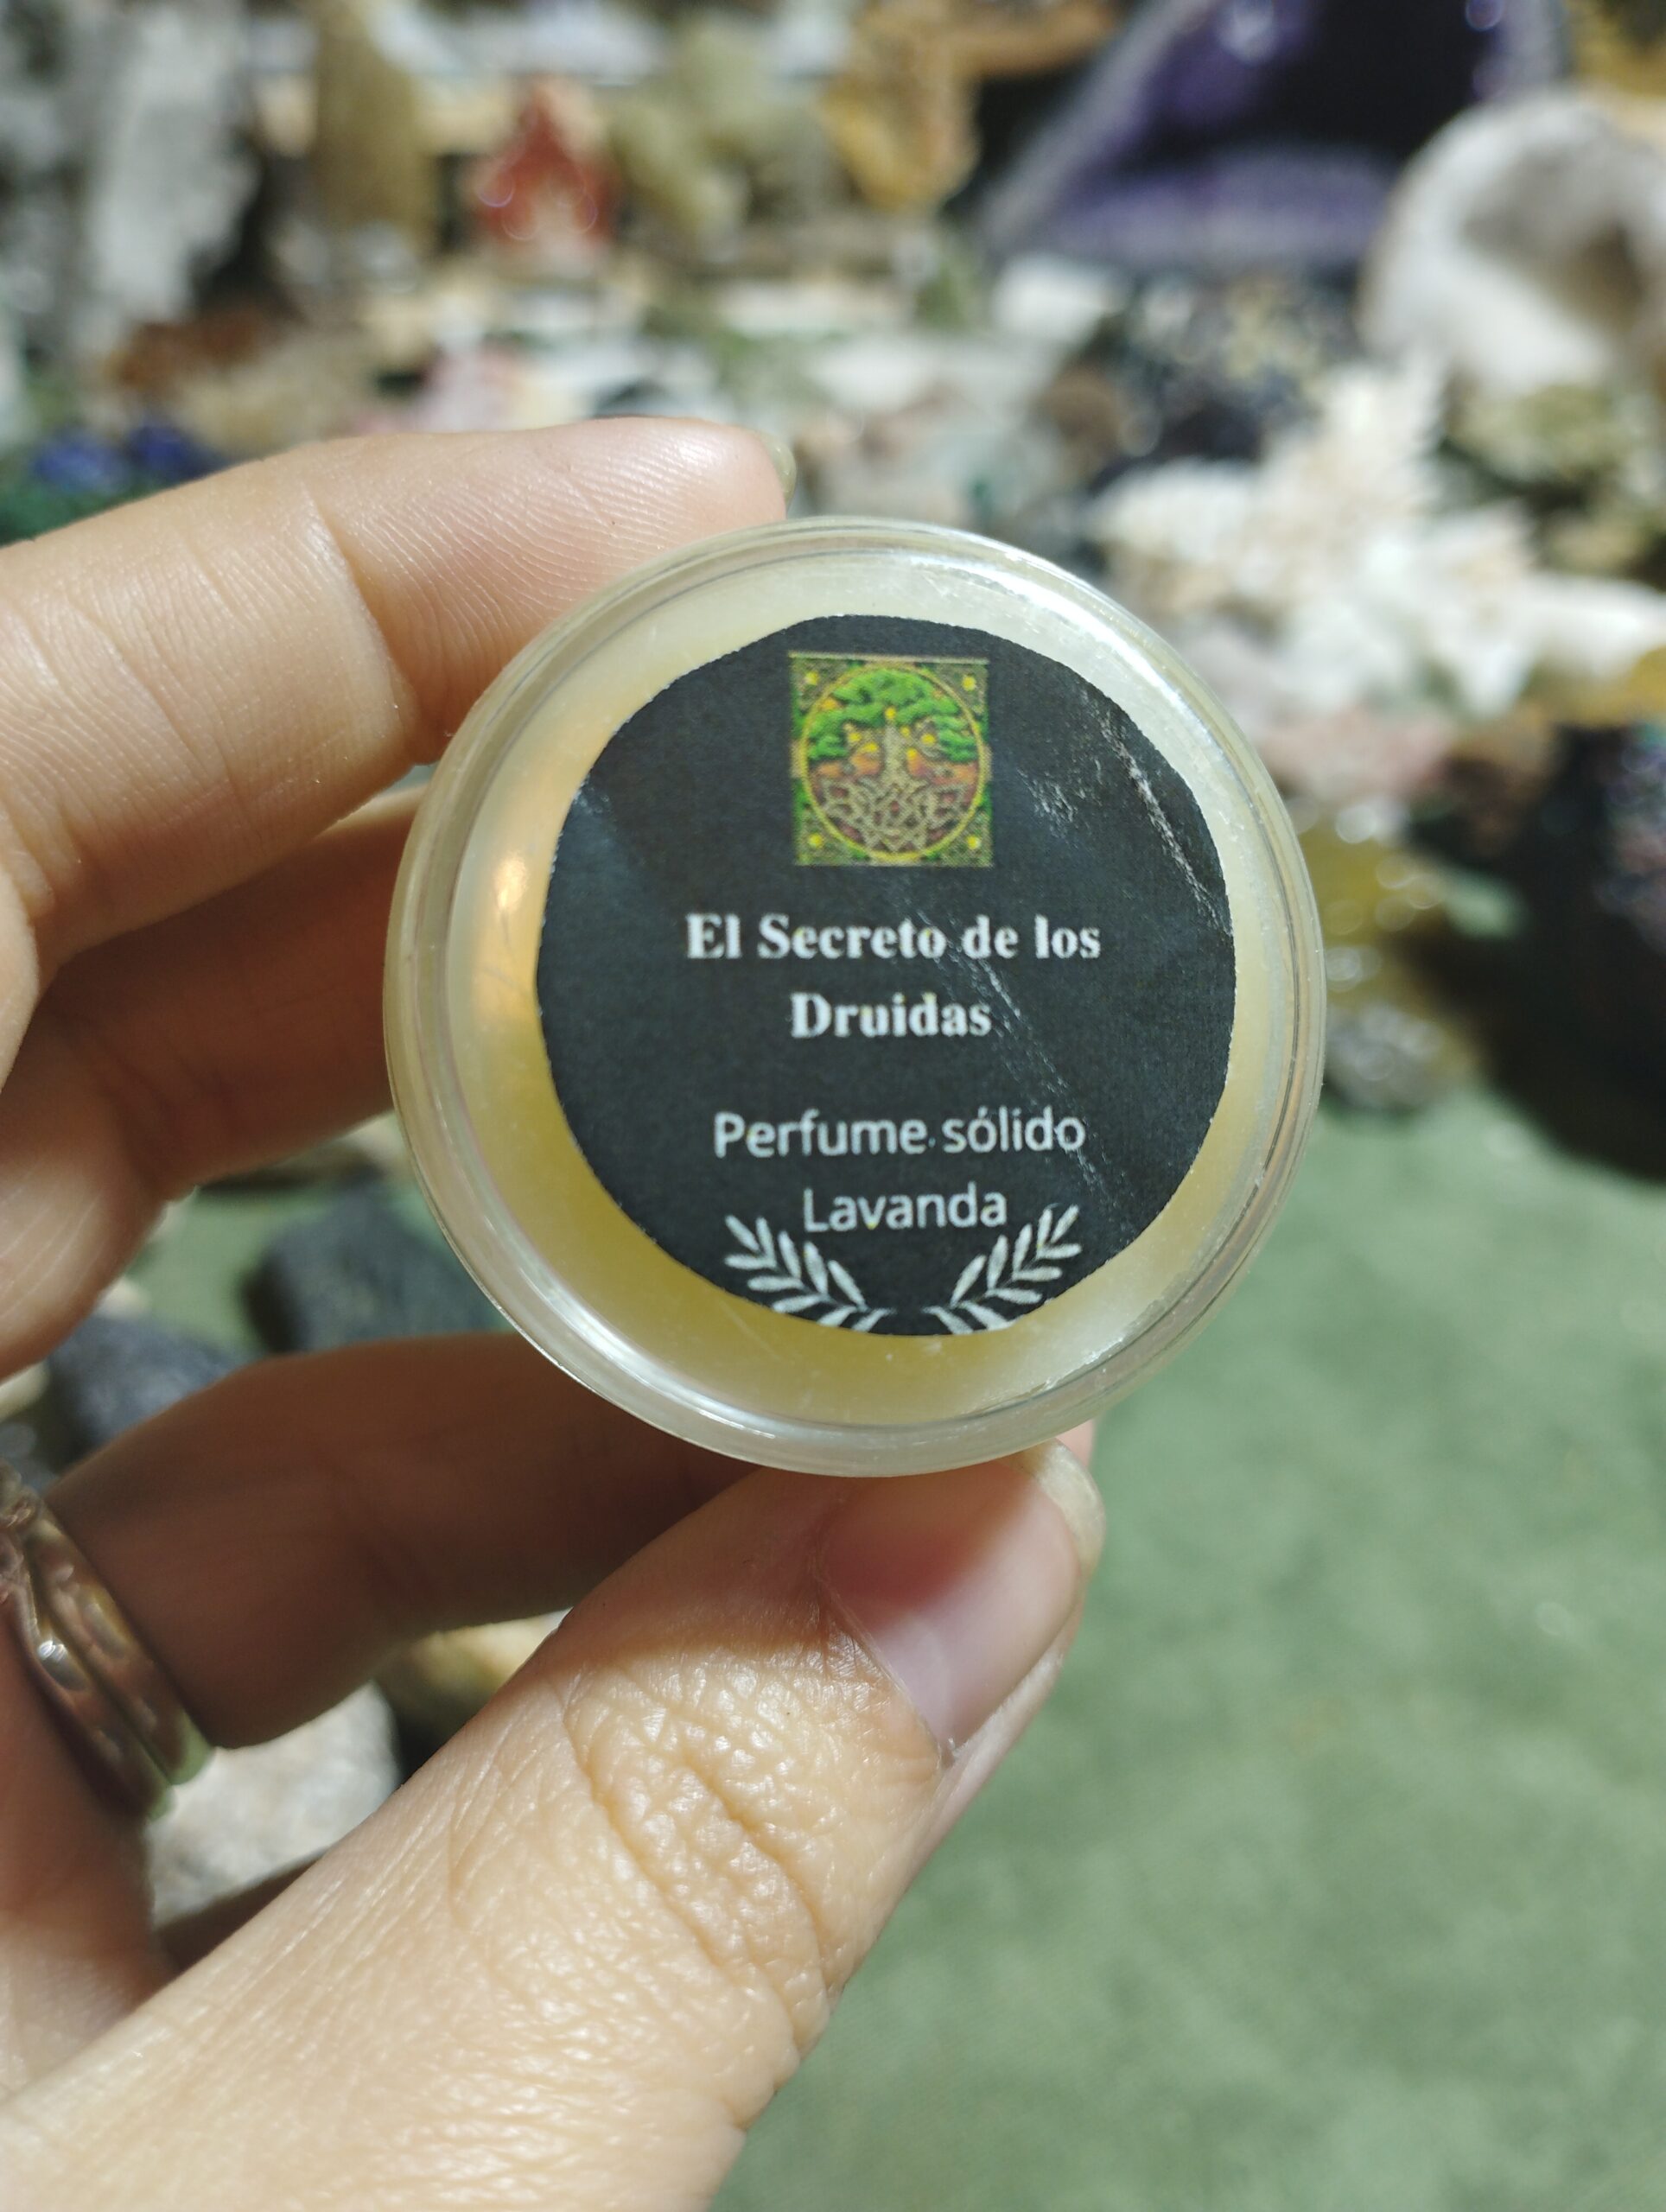 El Secreto de los
Druidas
Perfume sólido
Lavanda